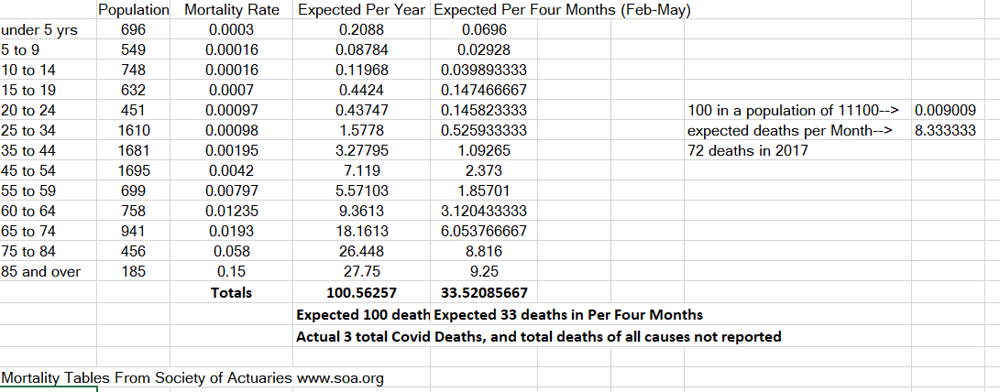 Population Mortality Rate Expected Per Year Expected Per Four Months (Feb-May)
under 5 yrs 696 0.0003 0.2088 0.0696
5 to 9 549 0.00016 0.08784 0.02928
10 to 14 748 0.00016 0.11968 0.039893333
15 to 19 632 0.0007 0.4424 0.147466667
20 to 24 451 0.00097 0.43747 0.145823333 100 in a population of 11100--> 0.009009
25 to 34 1610 0.00098 1.5778 0.525933333 expected deaths per Month--> 8.333333
35 to 44 1681 0.00195 3.27795 1.09265 72 deaths in 2017
45 to 54 1695 0.0042 7.119 2.373
55 to 59 699 0.00797 5.57103 1.85701
60 to 64 758 0.01235 9.3613 3.120433333
65 to 74 941 0.0193 18.1613 6.053766667
75 to 84 456 0.058 26.448 8.816
85 and over 185 0.15 27.75 9.25
Totals 100.56257 33.52085667
Expected 100 death Expected 33 deaths in Per Four Months
Actual 3 total Covid Deaths, and total deaths of all causes not reported
Mortality Tables From Society of Actuaries www.soa.org